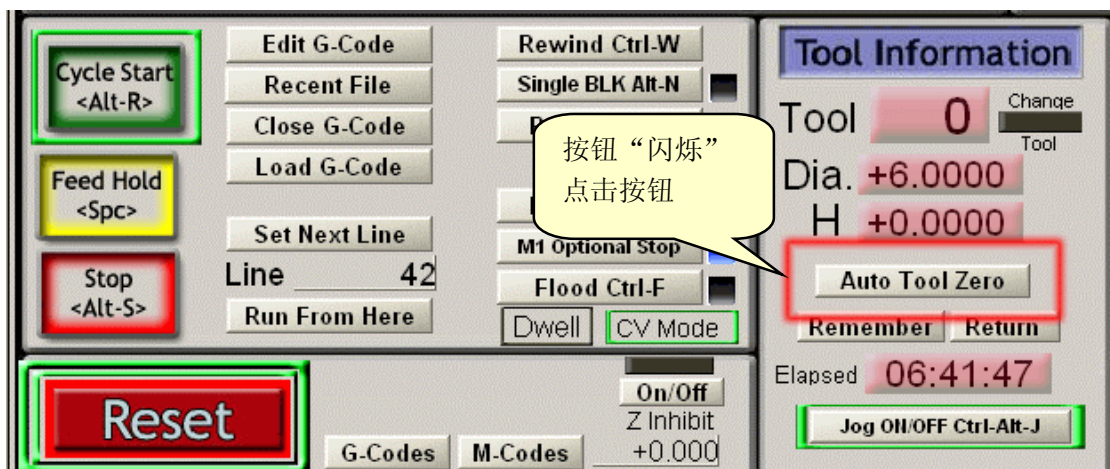 Cycle Start
<Alt-R>
Feed Hold
<Spc>
Stop
<Alt-S>
Edit G-Code
Recent File
Close G-Code
Load G-Code
Set Next Line
Line 42
Run From Here
Rewind Ctrl-W
Single BLK Alt-N
M1 Optional Stop
Flood Ctrl-F
Dwell
CV Mode
按钮“闪烁”
点击按钮
Tool Information
Tool 0
Change
Tool
Dia. +6.0000
H +0.0000
Auto Tool Zero
Remember
Return
Elapsed 06:41:47
Jog ON/OFF Ctrl-Alt-J
Reset
G-Codes
M-Codes
On/Off
Z Inhibit
+0.000